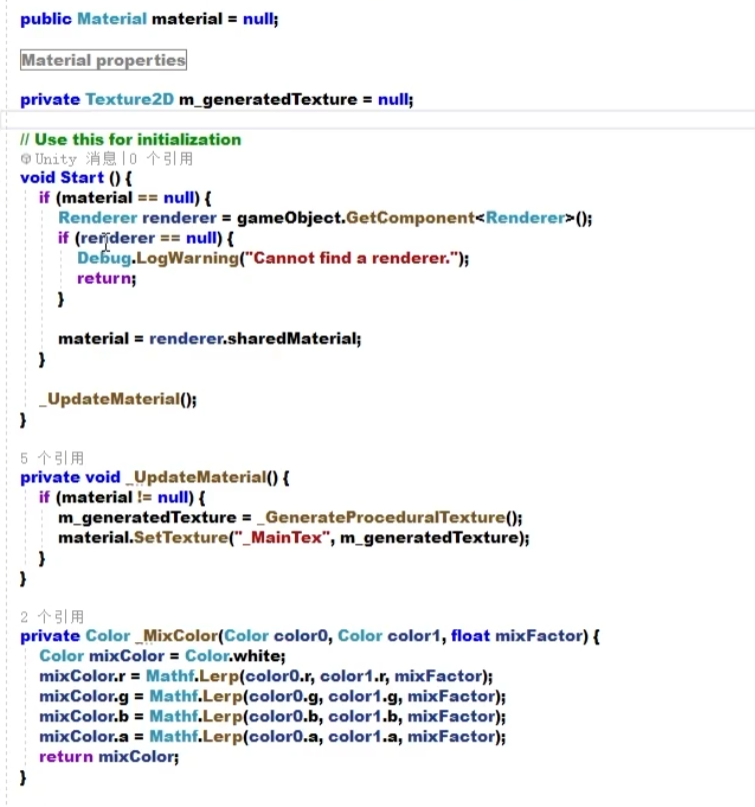 public Material material = null;
Material properties
private Texture2D m_generatedTexture = null;
// Use this for initialization
Unity 消息|0 个引用
void Start () {
if (material == null) {
Renderer renderer = gameObject.GetComponent<Renderer>();
if (renderer == null) {
Debug.LogWarning("Cannot find a renderer.");
return;
}
material = renderer.sharedMaterial;
}
_UpdateMaterial();
}
5 个引用
private void _UpdateMaterial() {
if (material != null) {
m_generatedTexture = _GenerateProceduralTexture();
material.SetTexture("_MainTex", m_generatedTexture);
}
}
2 个引用
private Color _MixColor(Color color0, Color color1, float mixFactor) {
Color mixColor = Color.white;
mixColor.r = Mathf.Lerp(color0.r, color1.r, mixFactor);
mixColor.g = Mathf.Lerp(color0.g, color1.g, mixFactor);
mixColor.b = Mathf.Lerp(color0.b, color1.b, mixFactor);
mixColor.a = Mathf.Lerp(color0.a, color1.a, mixFactor);
return mixColor;
}